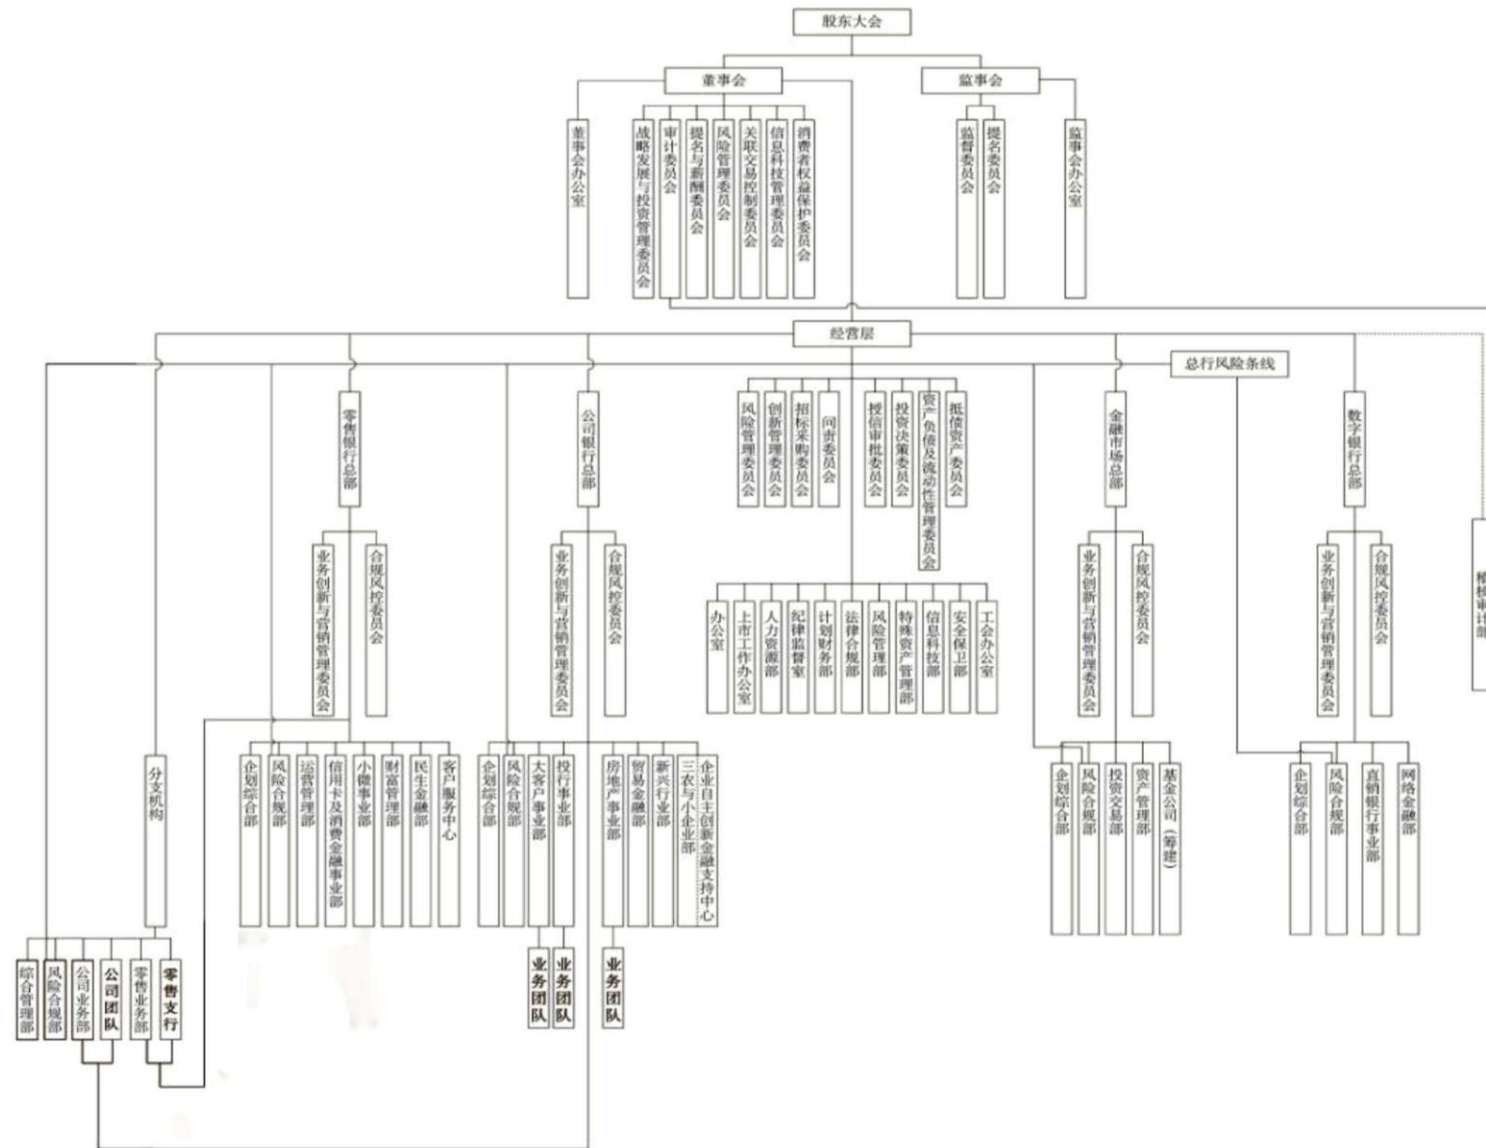 股东大会
董事会
监事会
董事会办公室
战略发展与投资管理委员会
审计委员会
提名与薪酬委员会
风险管理委员会
关联交易控制委员会
信息科技管理委员会
消费者权益保护委员会
监督委员会
提名委员会
监事会办公室
经营层
总行风险条线
零售银行总部
公司银行总部
风险管理委员会
创新管理委员会
招标采购委员会
问责委员会
授信审批委员会
投资决策委员会
资产负债及流动性管理委员会
抵债资产委员会
金融市场总部
数字银行总部
稽核审计部
业务创新与营销管理委员会
合规风控委员会
业务创新与营销管理委员会
合规风控委员会
业务创新与营销管理委员会
合规风控委员会
业务创新与营销管理委员会
合规风控委员会
办公室
上市工作办公室
人力资源部
纪律监督室
计划财务部
法律合规部
风险管理部
特殊资产管理部
信息科技部
安全保卫部
工会办公室
分支机构
企划综合部
风险合规部
运营管理部
信用卡及消费金融事业部
小微事业部
财富管理部
民生金融部
客户服务中心
企划综合部
风险合规部
大客户事业部
投行事业部
房地产事业部
贸易金融部
新兴行业部
三农与小企业部
企业自主创新金融支持中心
企划综合部
风险合规部
投资交易部
资产管理部
基金公司（筹建）
企划综合部
风险合规部
直销银行事业部
网络金融部
综合管理部
风险合规部
公司业务部
公司团队
零售业务部
零售支行
业务团队
业务团队
业务团队